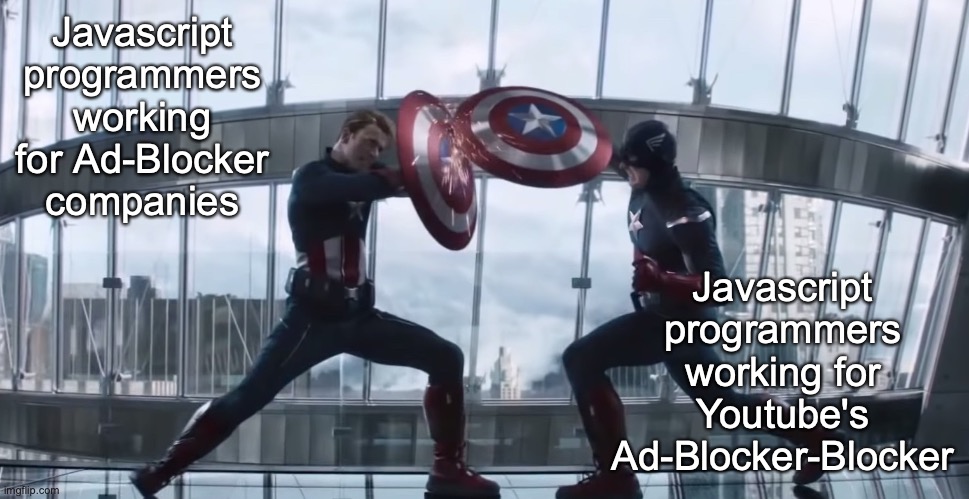 Javascript
programmers
working
for Ad-Blocker
companies
Javascript
programmers
working for
Youtube's
Ad-Blocker-Blocker
imgflip.com